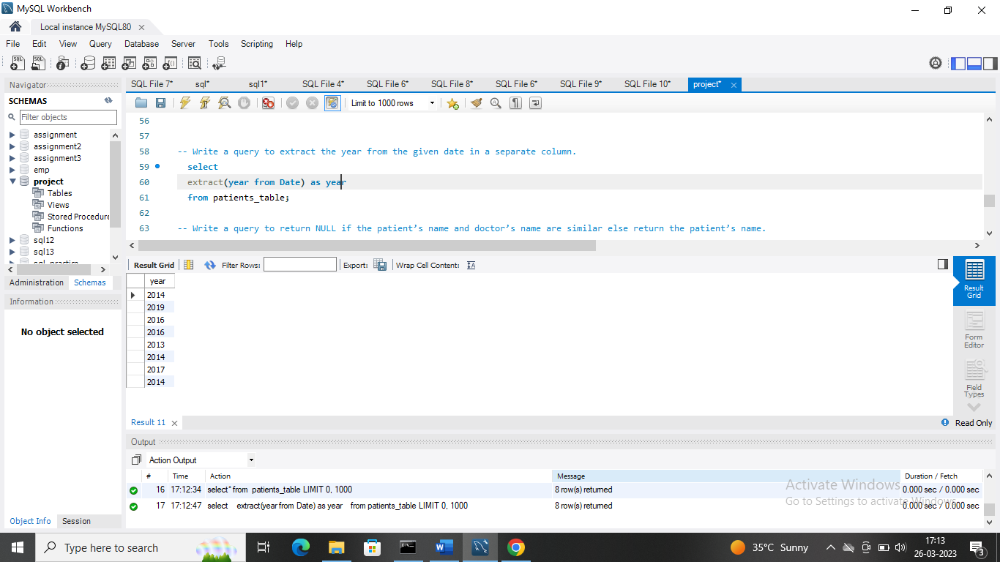 MySQL Workbench
Local instance MySQL80
File Edit View Query Database Server Tools Scripting Help
Navigator
SCHEMAS
Filter objects
assignment
assignment2
assignment3
emp
project
Tables
Views
Stored Procedure
Functions
sql12
sql13
sql_practice
Administration Schemas
Information
No object selected
Object Info Session
SQL File 7* sql* sql1* SQL File 4* SQL File 6* SQL File 8* SQL File 6* SQL File 9* SQL File 10* project*
Limit to 1000 rows
56
57
58 -- Write a query to extract the year from the given date in a separate column.
59 select
60 extract(year from Date) as year
61 from patients_table;
62
63 -- Write a query to return NULL if the patient’s name and doctor’s name are similar else return the patient’s name.
Result Grid Filter Rows: Export: Wrap Cell Content:
year
2014
2019
2016
2016
2013
2014
2017
2014
Result Grid
Form Editor
Field Types
Result 11 Read Only
Output
Action Output
# Time Action Message Duration / Fetch
16 17:12:34 select* from patients_table LIMIT 0, 1000 8 row(s) returned 0.000 sec / 0.000 sec
17 17:12:47 select extract(year from Date) as year from patients_table LIMIT 0, 1000 8 row(s) returned 0.000 sec / 0.000 sec
Activate Windows
Go to Settings to activate Windows.
Type here to search
35°C Sunny
17:13
26-03-2023
3